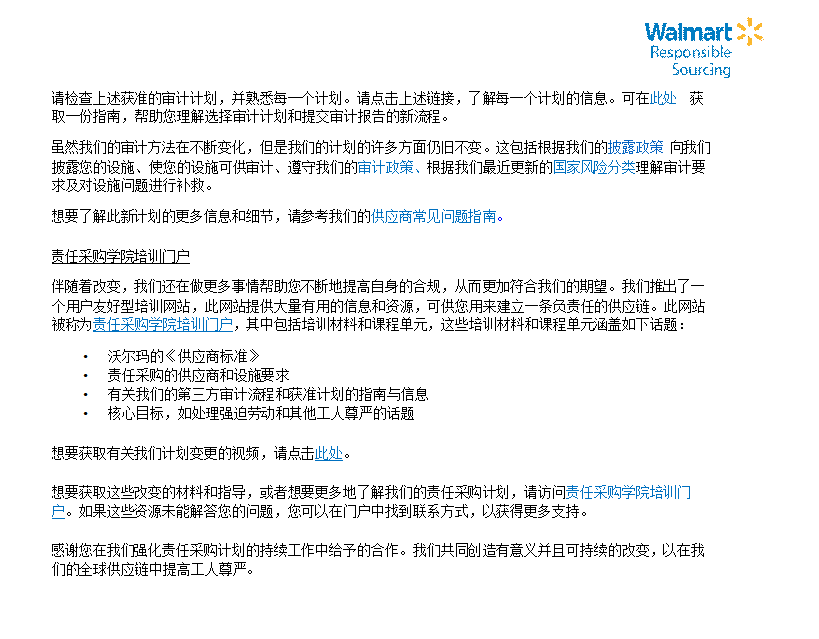 Walmart
Responsible
Sourcing
请检查上述获准的审计计划，并熟悉每一个计划。请点击上述链接，了解每一个计划的信息。可在此处 获
取一份指南，帮助您理解选择审计计划和提交审计报告的新流程。
虽然我们的审计方法在不断变化，但是我们的计划的许多方面仍旧不变。这包括根据我们的披露政策 向我们
披露您的设施、使您的设施可供审计、遵守我们的审计政策、根据我们最近更新的国家风险分类理解审计要
求及对设施问题进行补救。
想要了解此新计划的更多信息和细节，请参考我们的供应商常见问题指南。
责任采购学院培训门户
伴随着改变，我们还在做更多事情帮助您不断地提高自身的合规，从而更加符合我们的期望。我们推出了一
个用户友好型培训网站，此网站提供大量有用的信息和资源，可供您用来建立一条负责任的供应链。此网站
被称为责任采购学院培训门户，其中包括培训材料和课程单元，这些培训材料和课程单元涵盖如下话题：
• 沃尔玛的《供应商标准》
• 责任采购的供应商和设施要求
• 有关我们的第三方审计流程和获准计划的指南与信息
• 核心目标，如处理强迫劳动和其他工人尊严的话题
想要获取有关我们计划变更的视频，请点击此处。
想要获取这些改变的材料和指导，或者想要更多地了解我们的责任采购计划，请访问责任采购学院培训门
户。如果这些资源未能解答您的问题，您可以在门户中找到联系方式，以获得更多支持。
感谢您在我们强化责任采购计划的持续工作中给予的合作。我们共同创造有意义并且可持续的改变，以在我
们的全球供应链中提高工人尊严。